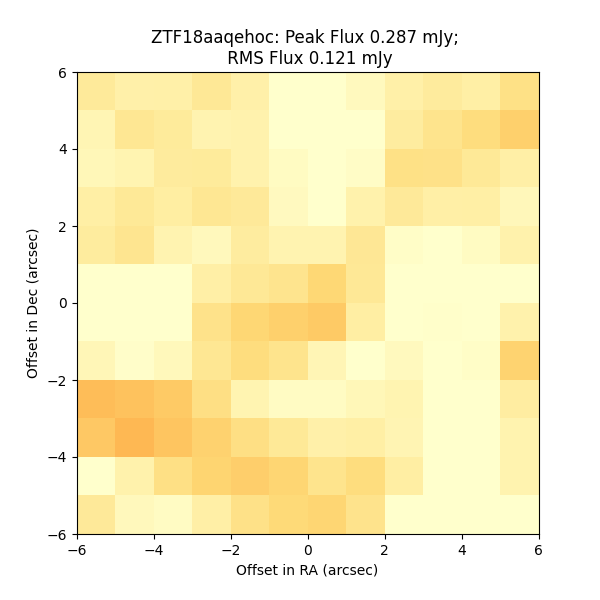 ZTF18aaqehoc: Peak Flux 0.287 mJy;
RMS Flux 0.121 mJy
6
4
2
0
−2
−4
−6
Offset in Dec (arcsec)
−6 −4 −2 0 2 4 6
Offset in RA (arcsec)